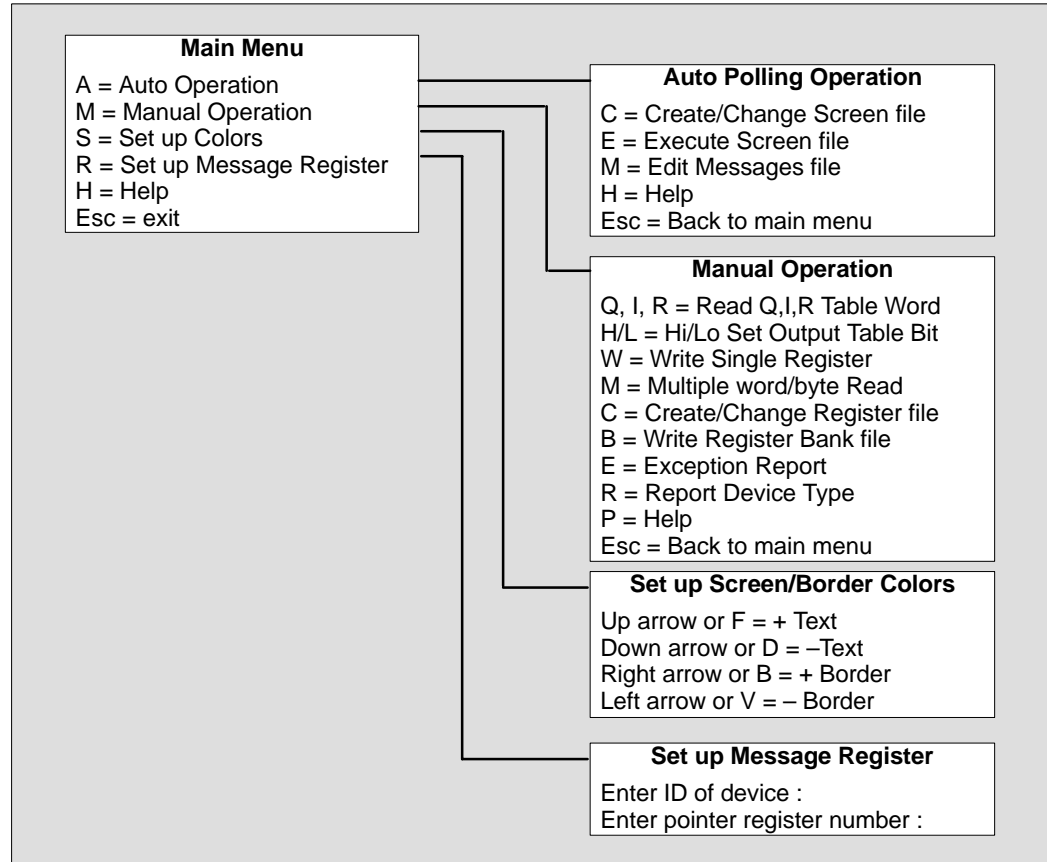 Main Menu
A = Auto Operation
M = Manual Operation
S = Set up Colors
R = Set up Message Register
H = Help
Esc = exit
Auto Polling Operation
C = Create/Change Screen file
E = Execute Screen file
M = Edit Messages file
H = Help
Esc = Back to main menu
Manual Operation
Q, I, R = Read Q,I,R Table Word
H/L = Hi/Lo Set Output Table Bit
W = Write Single Register
M = Multiple word/byte Read
C = Create/Change Register file
B = Write Register Bank file
E = Exception Report
R = Report Device Type
P = Help
Esc = Back to main menu
Set up Screen/Border Colors
Up arrow or F = + Text
Down arrow or D = –Text
Right arrow or B = + Border
Left arrow or V = – Border
Set up Message Register
Enter ID of device :
Enter pointer register number :